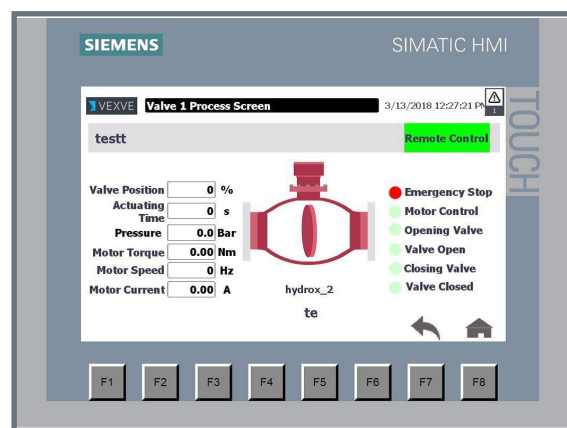 SIEMENS
SIMATIC HMI
TOUCH
VEXVE
Valve 1 Process Screen
3/13/2018 12:27:21 PM
1
testt
Remote Control
Valve Position 0 %
Actuating Time 0 s
Pressure 0.0 Bar
Motor Torque 0.00 Nm
Motor Speed 0 Hz
Motor Current 0.00 A
hydrox_2
te
Emergency Stop
Motor Control
Opening Valve
Valve Open
Closing Valve
Valve Closed
F1 F2 F3 F4 F5 F6 F7 F8